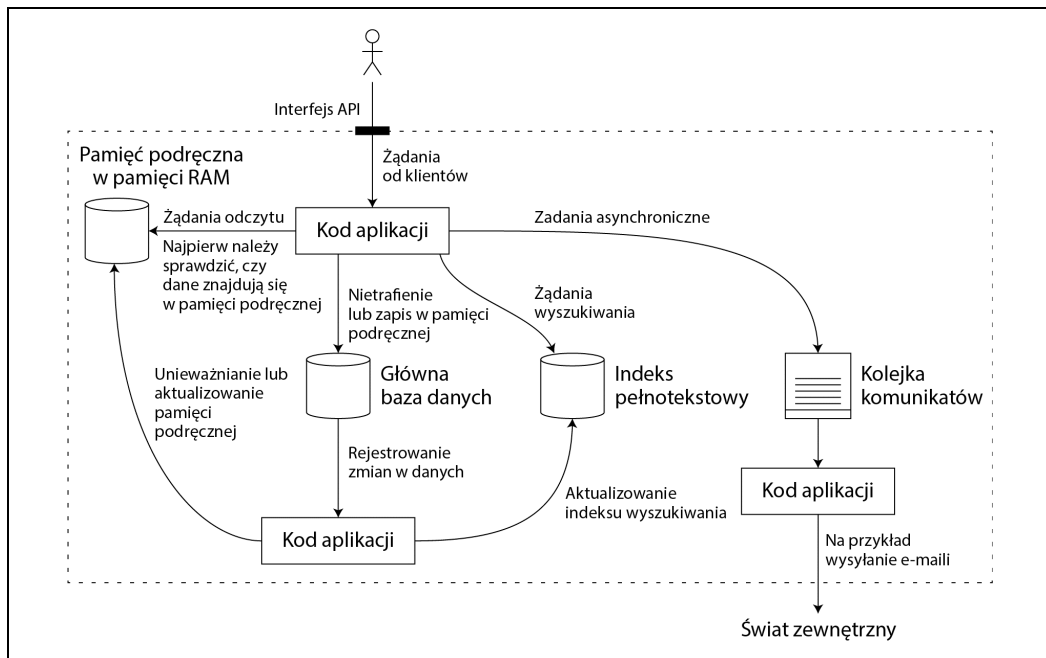 Interfejs API
Żądania
od klientów
Pamięć podręczna
w pamięci RAM
Żądania odczytu
Kod aplikacji
Zadania asynchroniczne
Najpierw należy
sprawdzić, czy
dane znajdują się
w pamięci podręcznej
Nietrafienie
lub zapis w pamięci
podręcznej
Żądania
wyszukiwania
Unieważnianie lub
aktualizowanie
pamięci
podręcznej
Główna
baza danych
Indeks
pełnotekstowy
Kolejka
komunikatów
Rejestrowanie
zmian w danych
Aktualizowanie
indeksu wyszukiwania
Kod aplikacji
Kod aplikacji
Na przykład
wysyłanie e-maili
Świat zewnętrzny